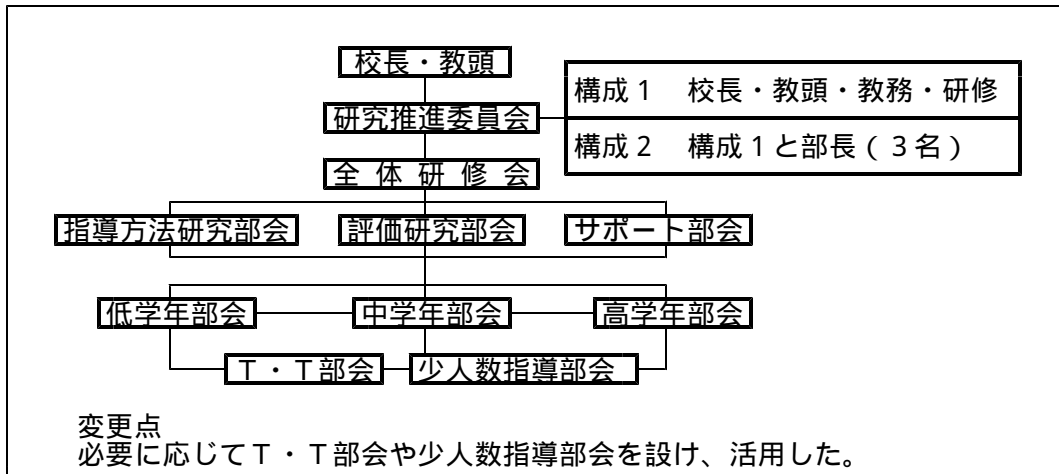 校長・教頭
研究推進委員会
構成１　校長・教頭・教務・研修
構成２　構成１と部長（３名）
全体研修会
指導方法研究部会　評価研究部会　サポート部会
低学年部会　中学年部会　高学年部会
Ｔ・Ｔ部会　少人数指導部会
変更点
必要に応じてＴ・Ｔ部会や少人数指導部会を設け、活用した。